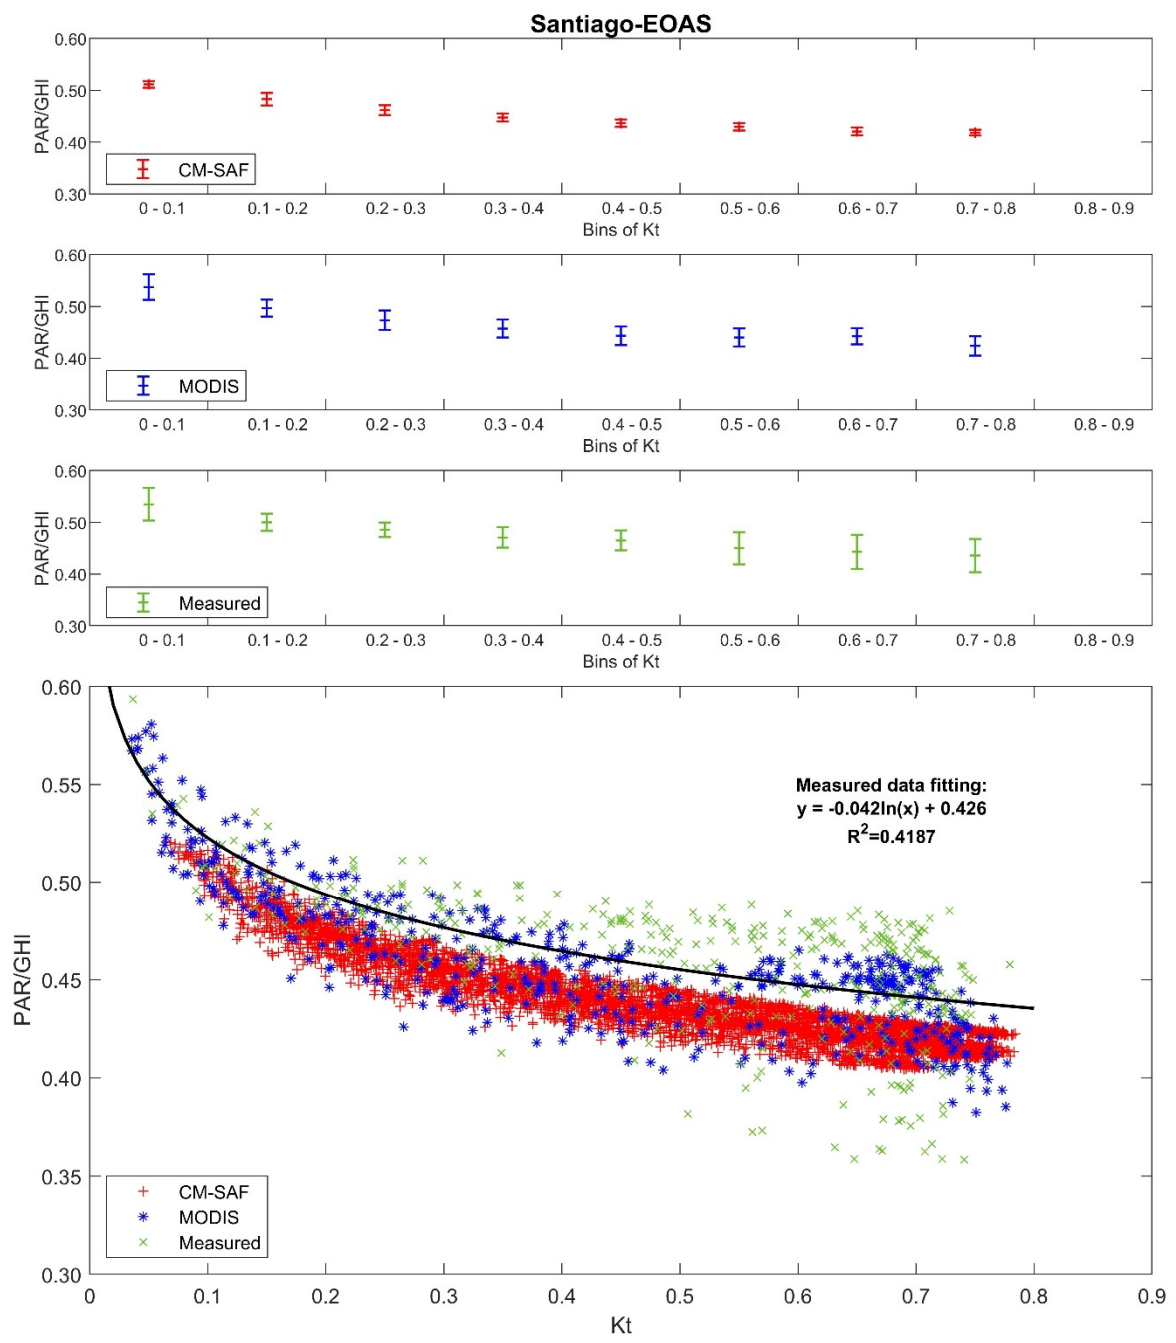 Santiago-EOAS
0.60
0.50
0.40
0.30
PAR/GHI
CM-SAF
0 - 0.1 0.1 - 0.2 0.2 - 0.3 0.3 - 0.4 0.4 - 0.5 0.5 - 0.6 0.6 - 0.7 0.7 - 0.8 0.8 - 0.9
Bins of Kt
0.60
0.50
0.40
0.30
PAR/GHI
MODIS
0 - 0.1 0.1 - 0.2 0.2 - 0.3 0.3 - 0.4 0.4 - 0.5 0.5 - 0.6 0.6 - 0.7 0.7 - 0.8 0.8 - 0.9
Bins of Kt
0.60
0.50
0.40
0.30
PAR/GHI
Measured
0 - 0.1 0.1 - 0.2 0.2 - 0.3 0.3 - 0.4 0.4 - 0.5 0.5 - 0.6 0.6 - 0.7 0.7 - 0.8 0.8 - 0.9
Bins of Kt
0.60
0.55
0.50
0.45
0.40
0.35
0.30
PAR/GHI
Measured data fitting:
y = -0.042ln(x) + 0.426
R²=0.4187
CM-SAF
MODIS
Measured
0 0.1 0.2 0.3 0.4 0.5 0.6 0.7 0.8 0.9
Kt